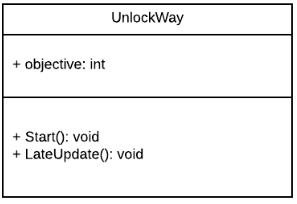 UnlockWay
+ objective: int
+ Start(): void
+ LateUpdate(): void